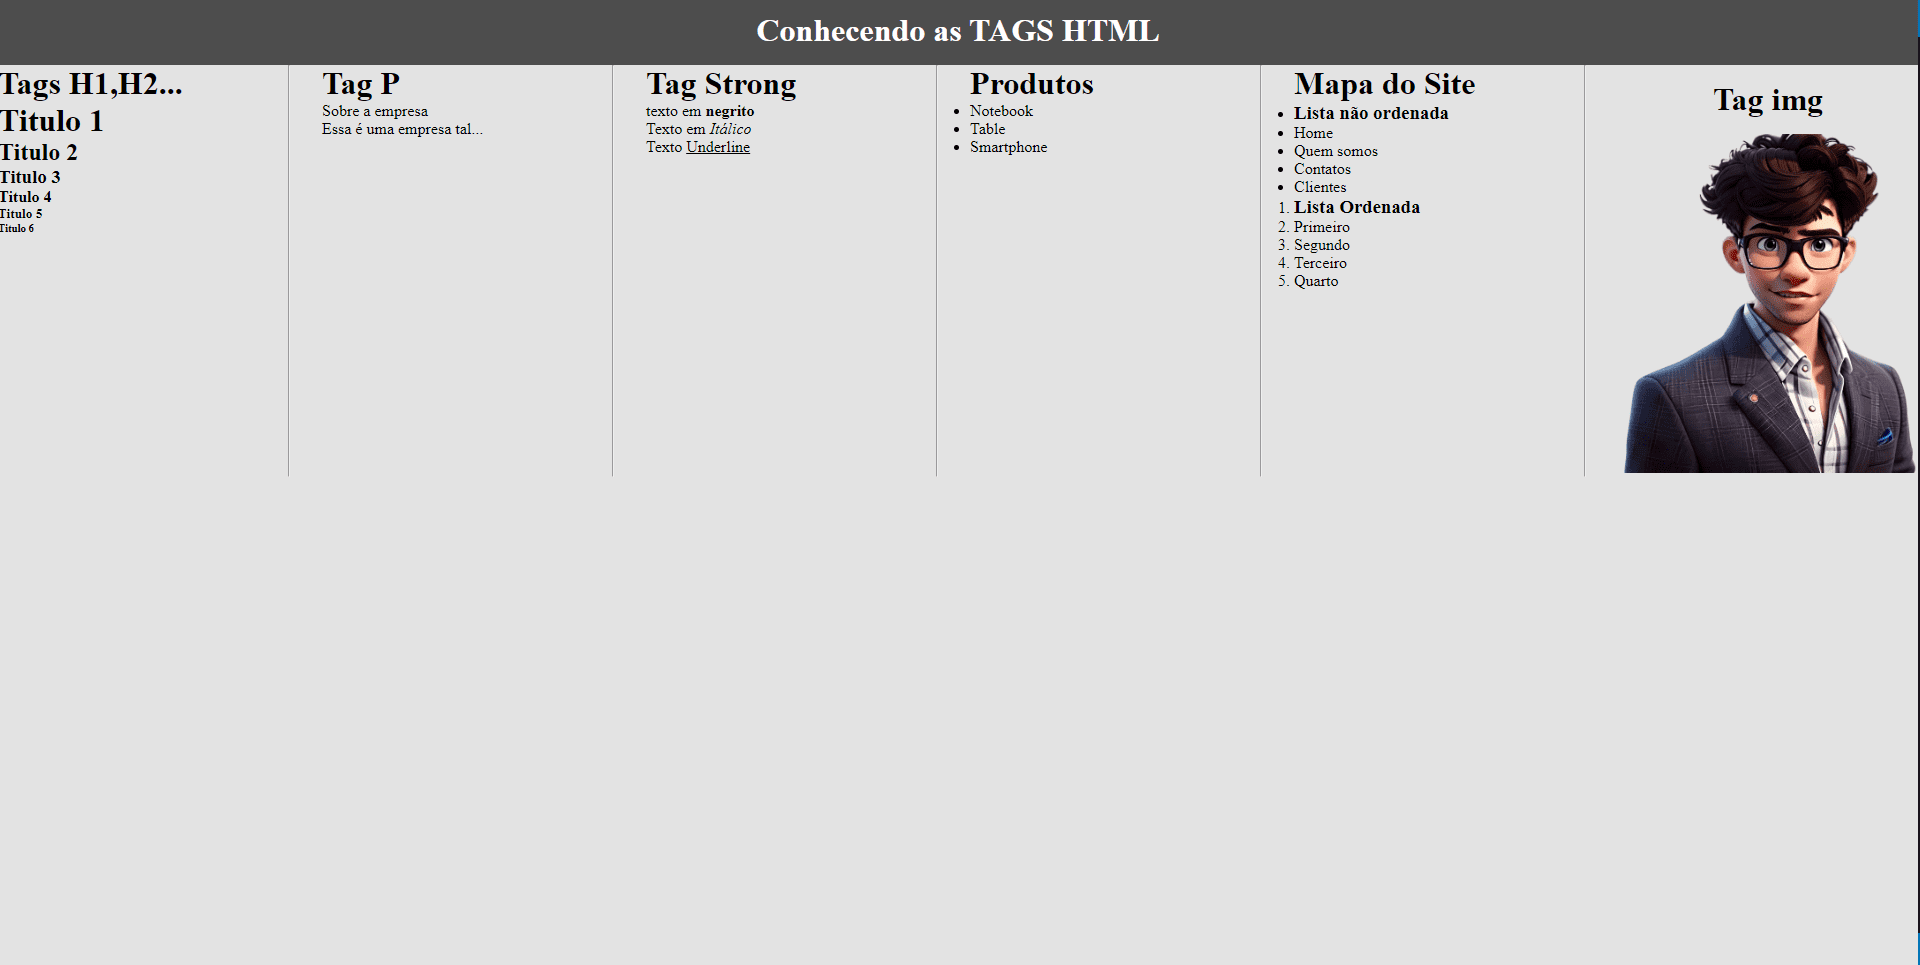 Conhecendo as TAGS HTML
Tags H1,H2...
Titulo 1
Titulo 2
Titulo 3
Titulo 4
Titulo 5
Titulo 6
Tag P
Sobre a empresa
Essa é uma empresa tal...
Tag Strong
texto em negrito
Texto em Itálico
Texto Underline
Produtos
Notebook
Table
Smartphone
Mapa do Site
Lista não ordenada
Home
Quem somos
Contatos
Clientes
1. Lista Ordenada
2. Primeiro
3. Segundo
4. Terceiro
5. Quarto
Tag img